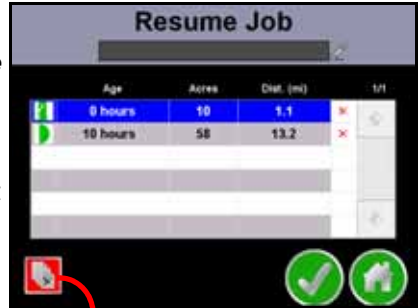 Resume Job
Age Acres Dist. (mi) 1/1
0 hours 10 1.1
10 hours 58 13.2